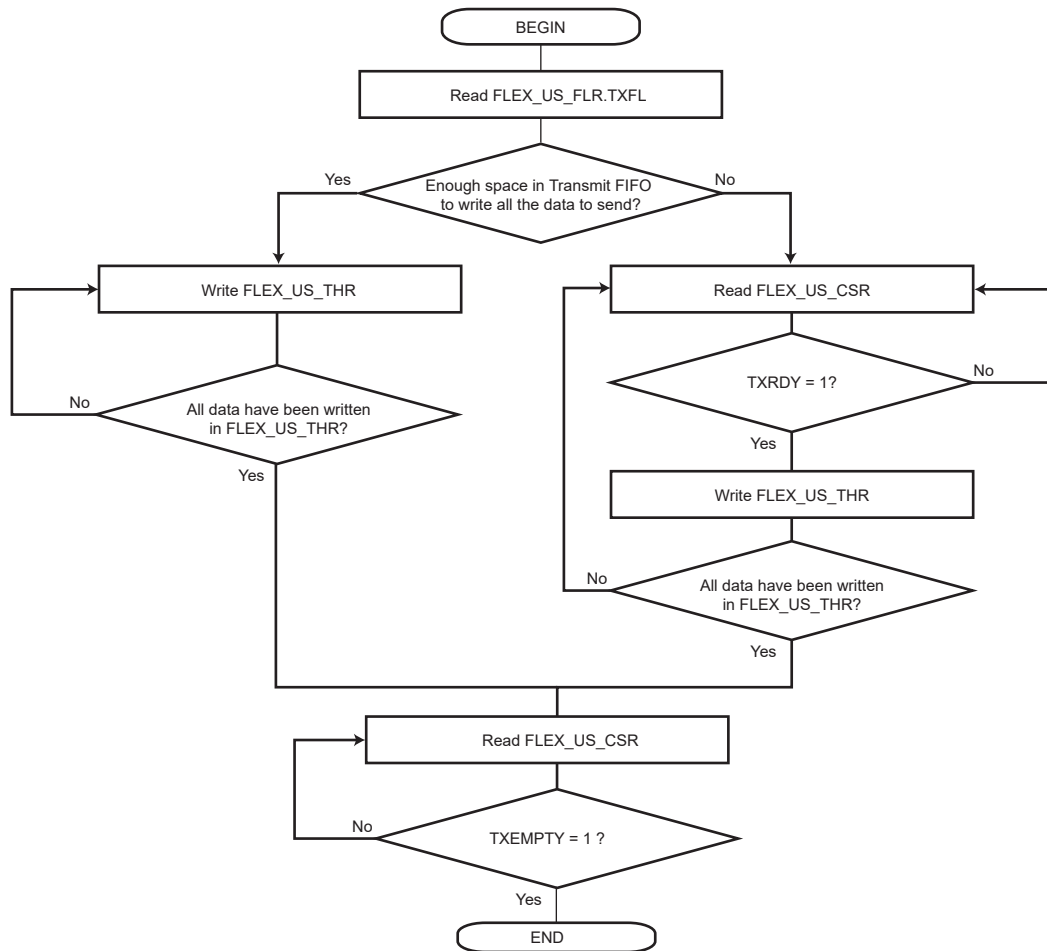 BEGIN
Read FLEX_US_FLR.TXFL
Yes
Enough space in Transmit FIFO
to write all the data to send?
No
Write FLEX_US_THR
Read FLEX_US_CSR
TXRDY = 1?
No
No
All data have been written
in FLEX_US_THR?
Yes
Yes
Write FLEX_US_THR
No
All data have been written
in FLEX_US_THR?
Yes
Read FLEX_US_CSR
No
TXEMPTY = 1 ?
Yes
END